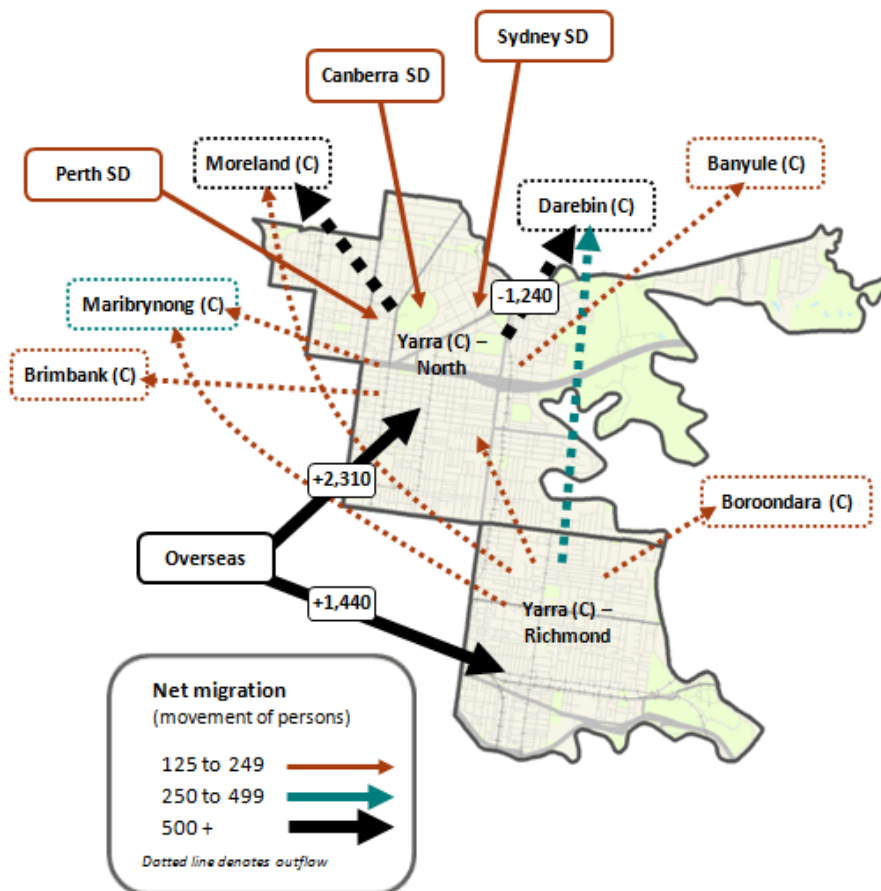 Sydney SD
Canberra SD
Moreland (C)
Banyule (C)
Perth SD
Darebin (C)
-1,240
Maribrynong (C)
Yarra (C) –
North
Brimbank (C)
+2,310
Boroondara (C)
Overseas
+1,440
Yarra (C) –
Richmond
Net migration
(movement of persons)
125 to 249
250 to 499
500 +
Dotted line denotes outflow